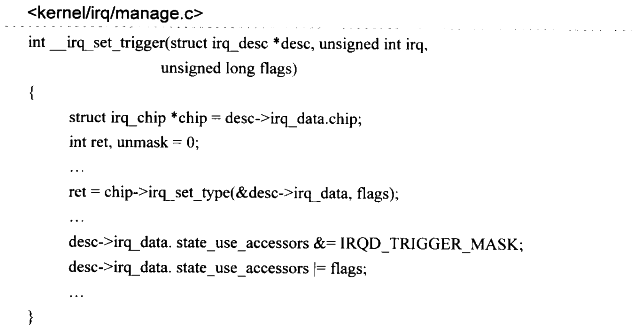 <kernel/irq/manage.c>
int __irq_set_trigger(struct irq_desc *desc, unsigned int irq,
unsigned long flags)
{
struct irq_chip *chip = desc->irq_data.chip;
int ret, unmask = 0;
…
ret = chip->irq_set_type(&desc->irq_data, flags);
…
desc->irq_data. state_use_accessors &= IRQD_TRIGGER_MASK;
desc->irq_data. state_use_accessors |= flags;
…
}